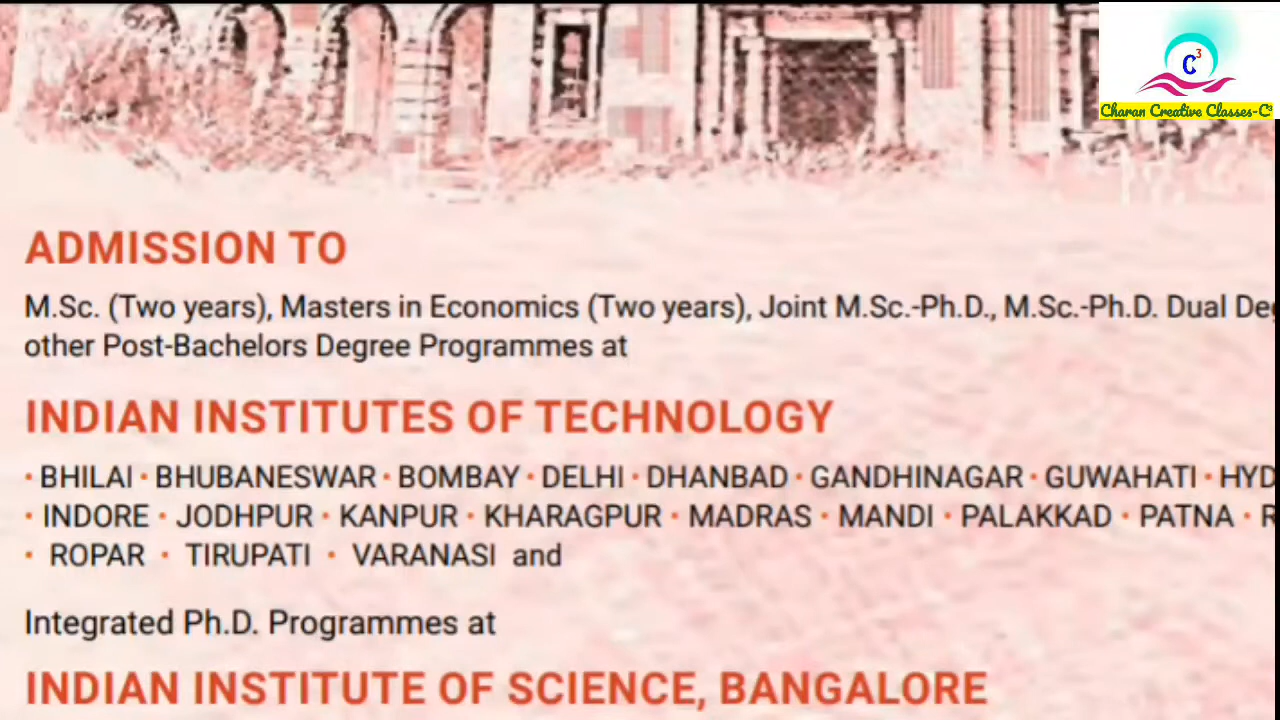 C³
Charan Creative Classes-C³
ADMISSION TO
M.Sc. (Two years), Masters in Economics (Two years), Joint M.Sc.-Ph.D., M.Sc.-Ph.D. Dual
other Post-Bachelors Degree Programmes at
INDIAN INSTITUTES OF TECHNOLOGY
· BHILAI · BHUBANESWAR · BOMBAY · DELHI · DHANBAD · GANDHINAGAR · GUWAHATI ·
· INDORE · JODHPUR · KANPUR · KHARAGPUR · MADRAS · MANDI · PALAKKAD · PATNA ·
· ROPAR · TIRUPATI · VARANASI and
Integrated Ph.D. Programmes at
INDIAN INSTITUTE OF SCIENCE, BANGALORE